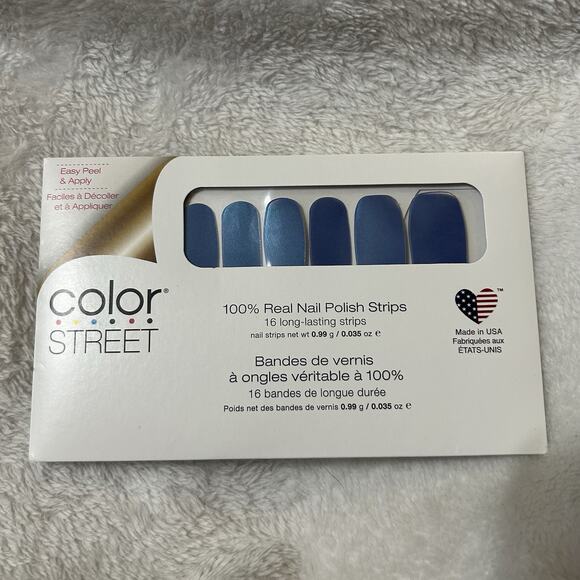 Easy Peel
& Apply
Faciles à Décoller
et à Appliquer
color®
STREET
100% Real Nail Polish Strips
16 long-lasting strips
nail strips net wt 0.99 g / 0.035 oz ℮
Bandes de vernis
à ongles véritable à 100%
16 bandes de longue durée
Poids net des bandes de vernis 0.99 g / 0.035 oz ℮
™
Made in USA
Fabriquées aux
ÉTATS-UNIS